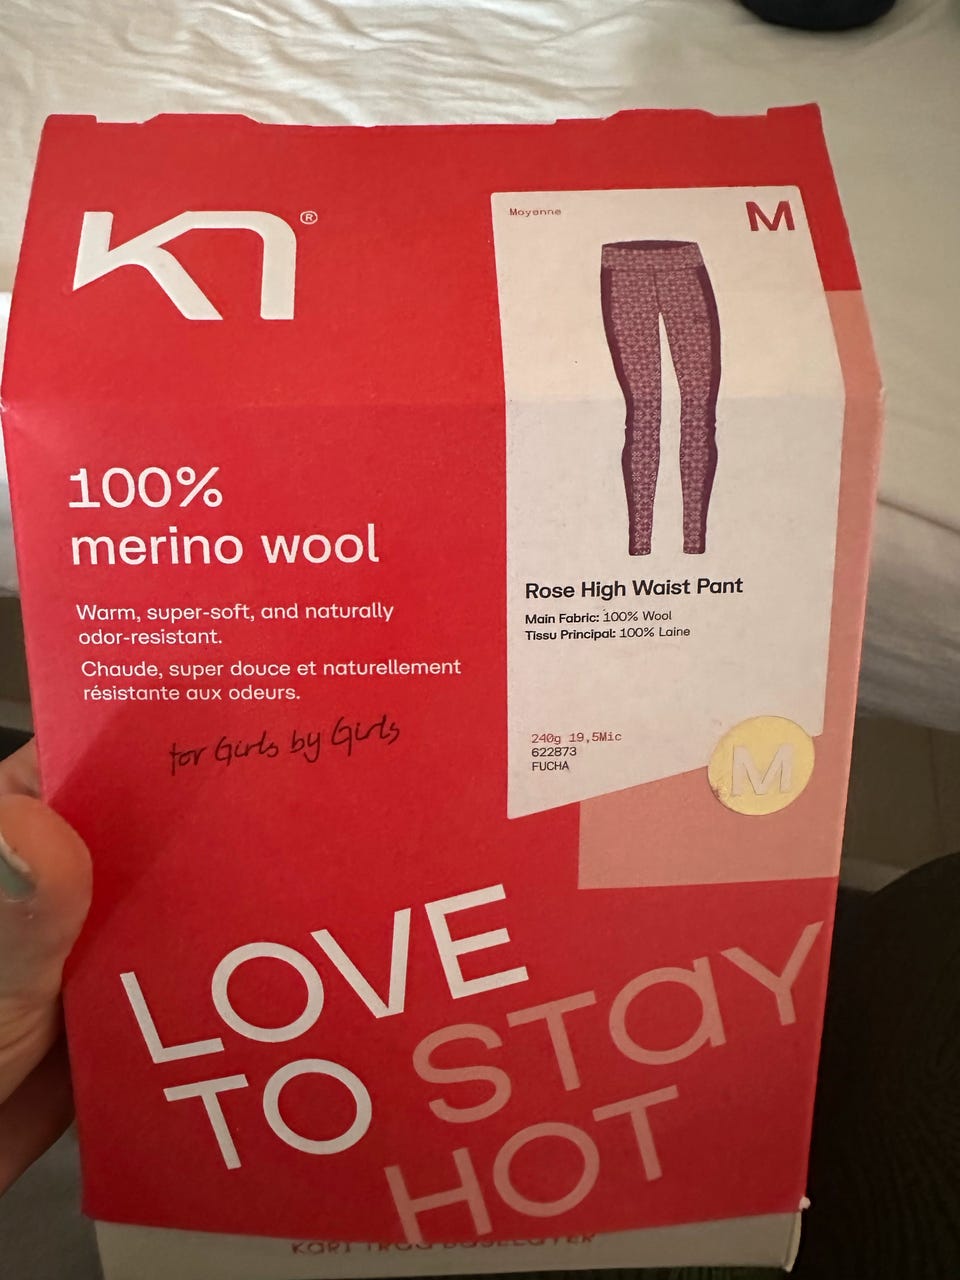 K7®
100%
merino wool
Warm, super-soft, and naturally
odor-resistant.
Chaude, super douce et naturellement
résistante aux odeurs.
for Girls by Girls
Moyenne
M
Rose High Waist Pant
Main Fabric: 100% Wool
Tissu Principal: 100% Laine
240g 19,5Mic
622873
FUCHA
M
LOVE
TO STAY
HOT
KARI TRAA BASELAYER